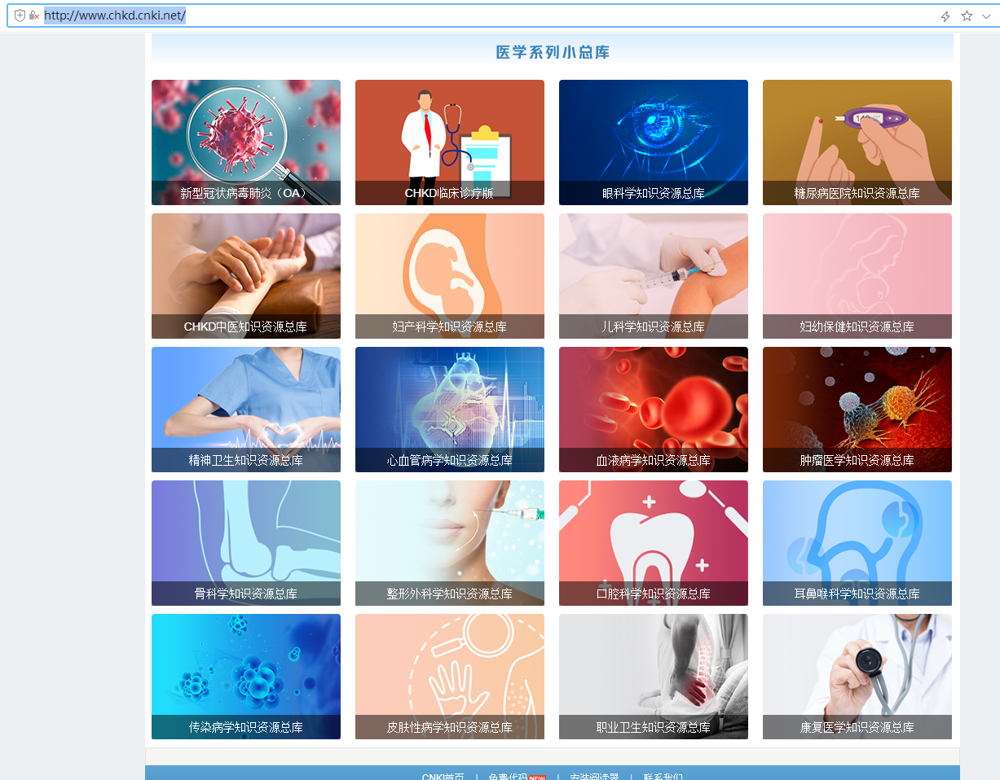 http://www.chkd.cnki.net/
医学系列小总库
新型冠状病毒肺炎（OA）
CHKD临床诊疗版
眼科学知识资源总库
糖尿病医院知识资源总库
CHKD中医知识资源总库
妇产科学知识资源总库
儿科学知识资源总库
妇幼保健知识资源总库
精神卫生知识资源总库
心血管病学知识资源总库
血液病学知识资源总库
肿瘤医学知识资源总库
骨科学知识资源总库
整形外科学知识资源总库
口腔科学知识资源总库
耳鼻喉科学知识资源总库
传染病学知识资源总库
皮肤性病学知识资源总库
职业卫生知识资源总库
康复医学知识资源总库
CNKI首页 | 免费代码NEW | 安装阅读器 | 联系我们